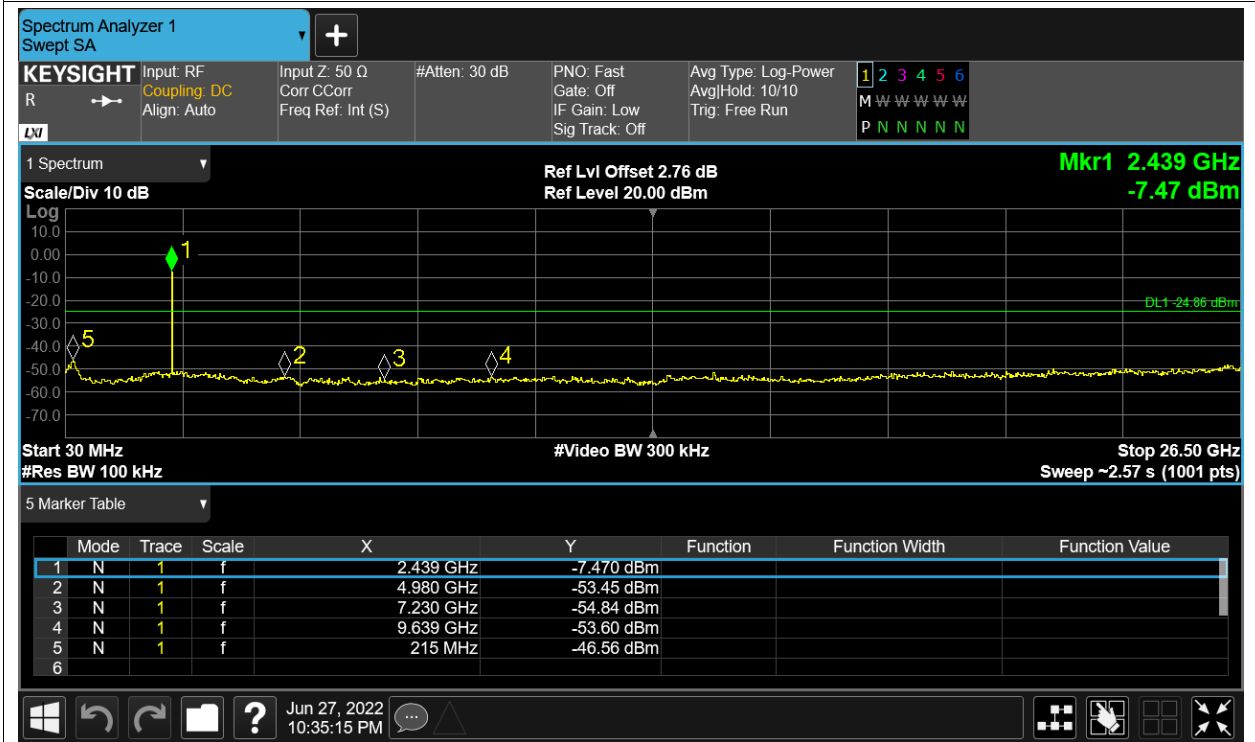 Spectrum Analyzer 1
Swept SA
KEYSIGHT
R
LXI
Input: RF
Coupling: DC
Align: Auto
Input Z: 50 Ω
Corr CCorr
Freq Ref: Int (S)
#Atten: 30 dB
PNO: Fast
Gate: Off
IF Gain: Low
Sig Track: Off
Avg Type: Log-Power
Avg|Hold: 10/10
Trig: Free Run
1 2 3 4 5 6
M W W W W W
P N N N N N
1 Spectrum
Scale/Div 10 dB
Ref Lvl Offset 2.76 dB
Ref Level 20.00 dBm
Mkr1 2.439 GHz
-7.47 dBm
Log
10.0
0.00
-10.0
-20.0
-30.0
-40.0
-50.0
-60.0
-70.0
1
DL1 -24.86 dBm
5
2
3
4
Start 30 MHz
#Res BW 100 kHz
#Video BW 300 kHz
Stop 26.50 GHz
Sweep ~2.57 s (1001 pts)
5 Marker Table
Mode Trace Scale X Y Function Function Width Function Value
1 N 1 f 2.439 GHz -7.470 dBm
2 N 1 f 4.980 GHz -53.45 dBm
3 N 1 f 7.230 GHz -54.84 dBm
4 N 1 f 9.639 GHz -53.60 dBm
5 N 1 f 215 MHz -46.56 dBm
6
?
Jun 27, 2022
10:35:15 PM